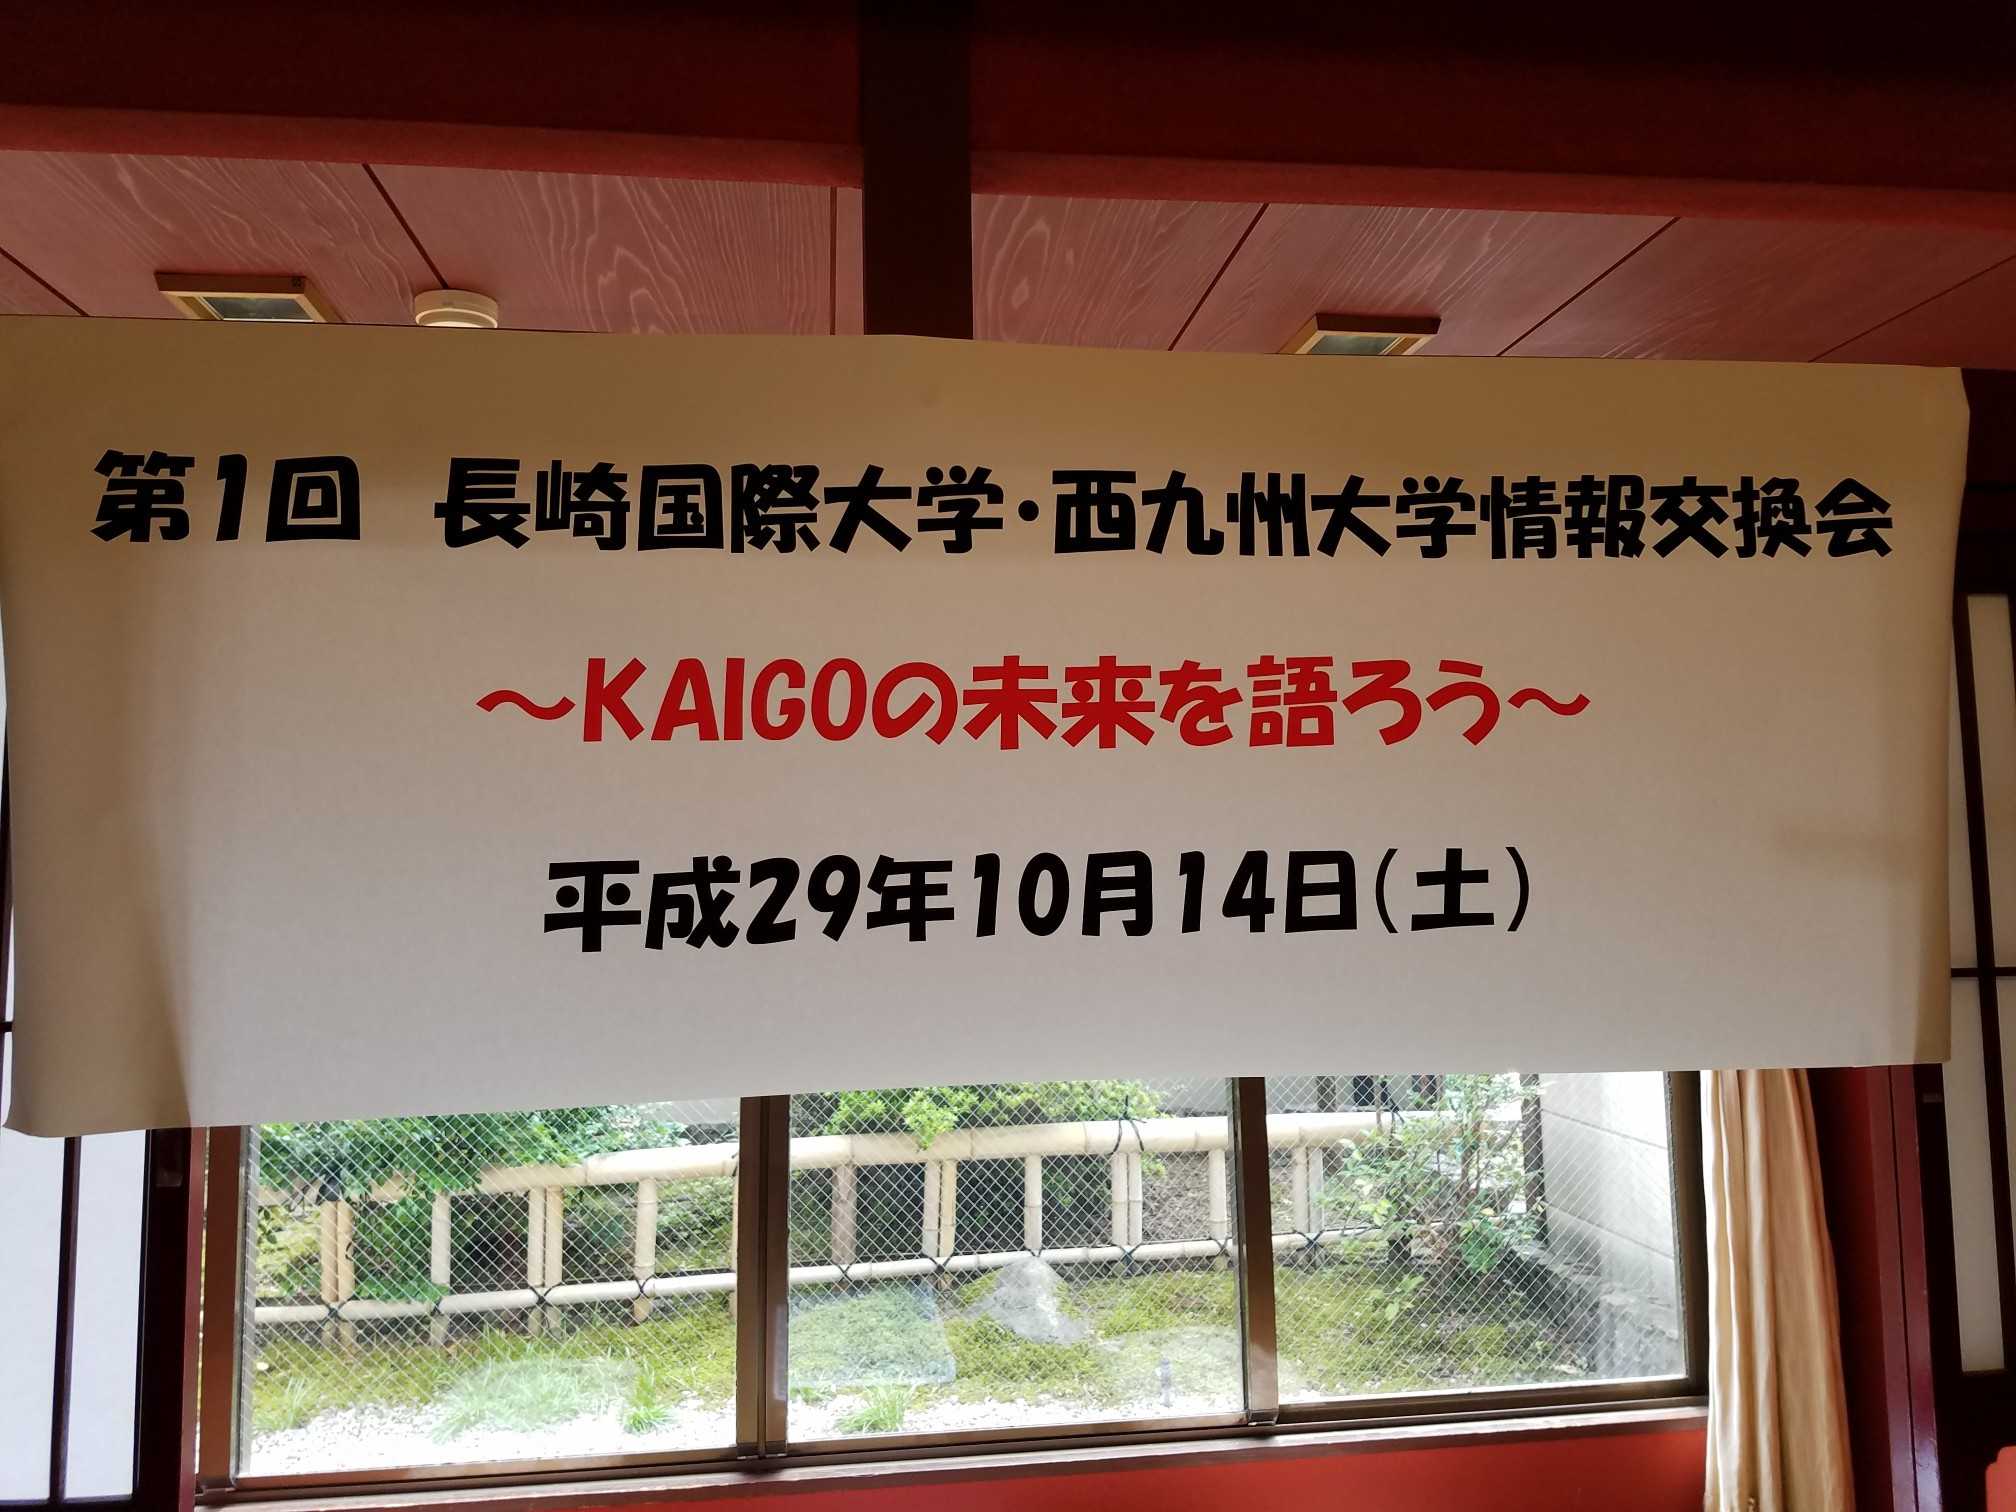 第1回　長崎国際大学・西九州大学情報交換会
～KAIGOの未来を語ろう～
平成29年10月14日（土）